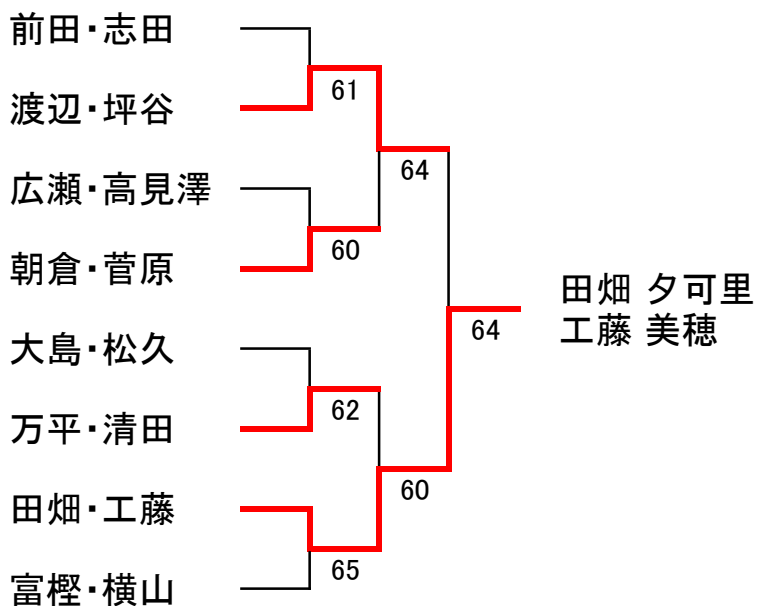 前田・志田
61
渡辺・坪谷
64
広瀬・高見澤
60
朝倉・菅原
田畑 夕可里
工藤 美穂
64
大島・松久
62
万平・清田
60
田畑・工藤
65
富樫・横山